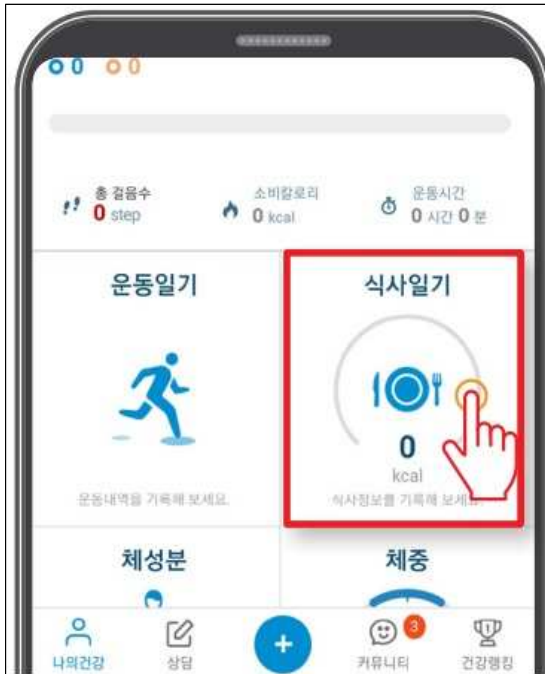 0 0
총 걸음수
0 step
소비칼로리
0 kcal
운동시간
0 시간 0 분
운동일기
운동내역을 기록해 보세요.
식사일기
0
kcal
식사정보를 기록해 보세요.
체성분
체중
나의건강
상담
+
커뮤니티
3
건강랭킹
1